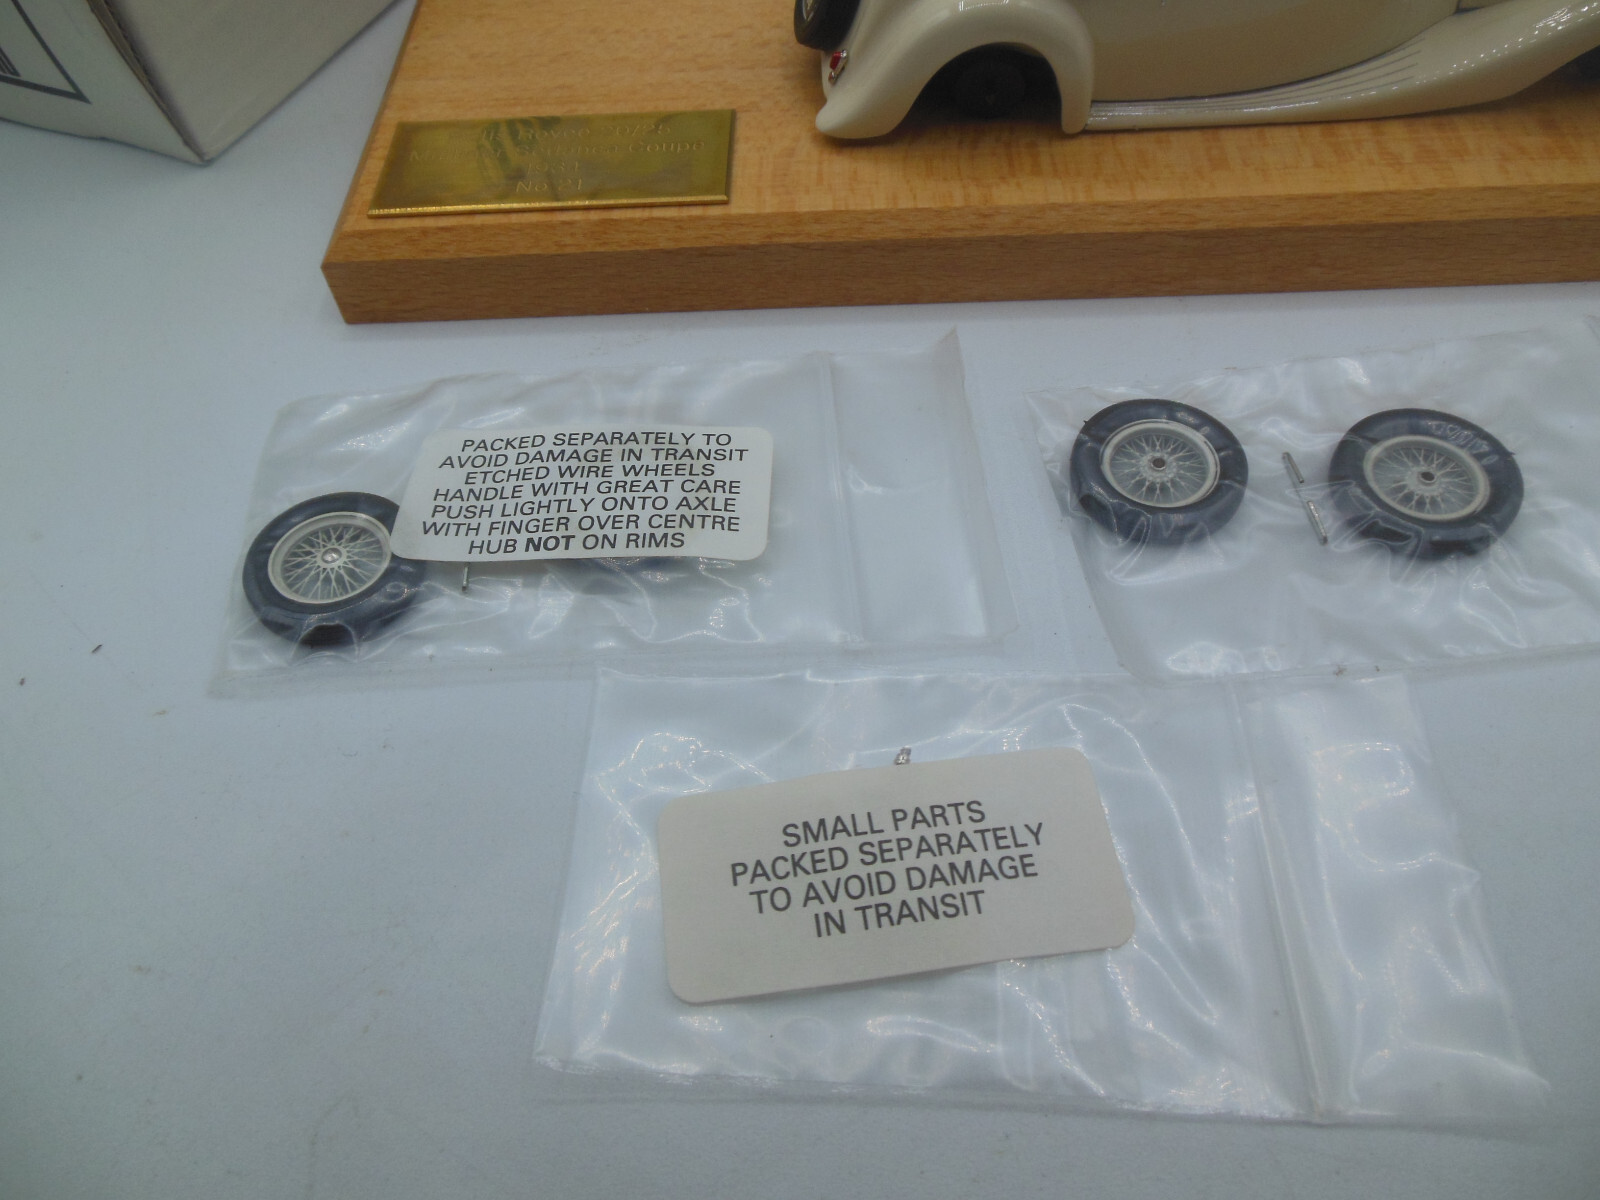 Royce 20/25
Sedanca Coupe
No. 21
PACKED SEPARATELY TO
AVOID DAMAGE IN TRANSIT
ETCHED WIRE WHEELS
HANDLE WITH GREAT CARE
PUSH LIGHTLY ONTO AXLE
WITH FINGER OVER CENTRE
HUB NOT ON RIMS
SMALL PARTS
PACKED SEPARATELY
TO AVOID DAMAGE
IN TRANSIT